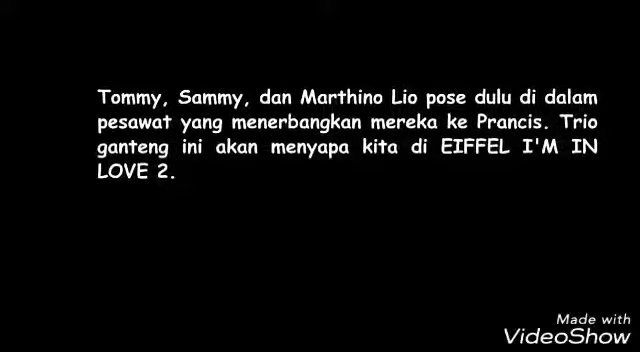 Tommy, Sammy, dan Marthino Lio pose dulu di dalam
pesawat yang menerbangkan mereka ke Prancis. Trio
ganteng ini akan menyapa kita di EIFFEL I'M IN
LOVE 2.
Made with
VideoShow